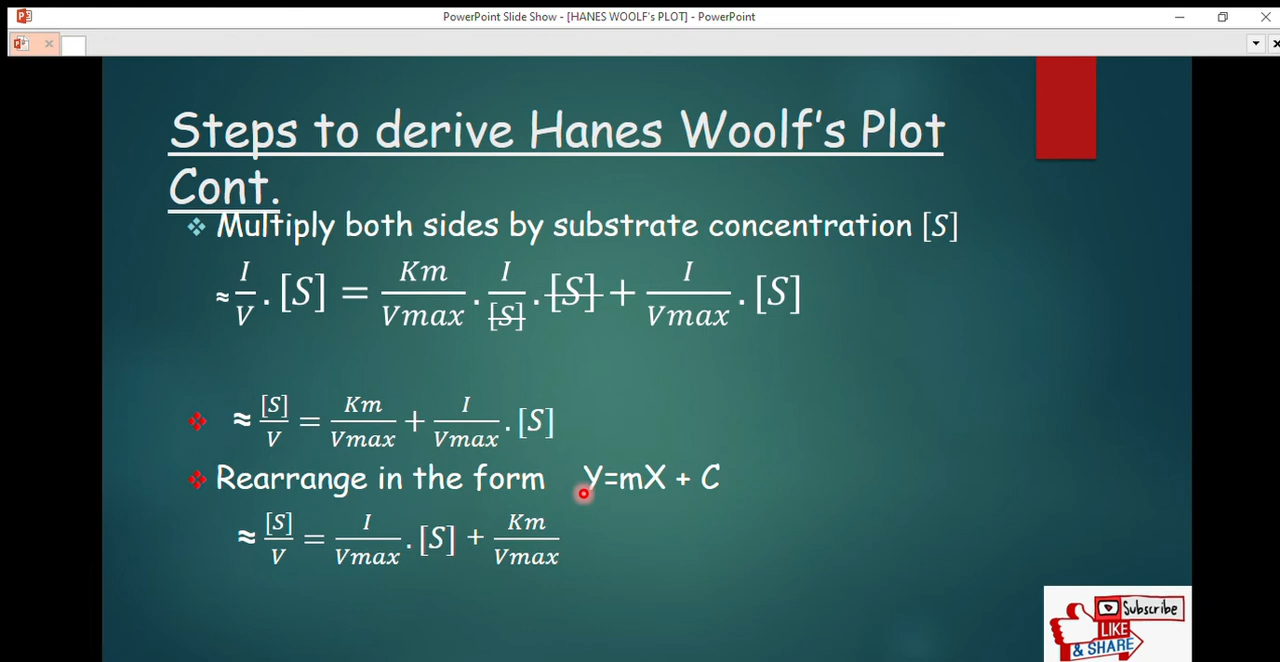 PowerPoint Slide Show - [HANES WOOLF's PLOT] - PowerPoint
Steps to derive Hanes Woolf's Plot
Cont.
❖ Multiply both sides by substrate concentration [S]
≈ I/V . [S] = Km/Vmax . I/[S] . [S] + I/Vmax . [S]
❖ ≈ [S]/V = Km/Vmax + I/Vmax . [S]
❖ Rearrange in the form Y=mX + C
≈ [S]/V = I/Vmax . [S] + Km/Vmax
Subscribe
LIKE
& SHARE